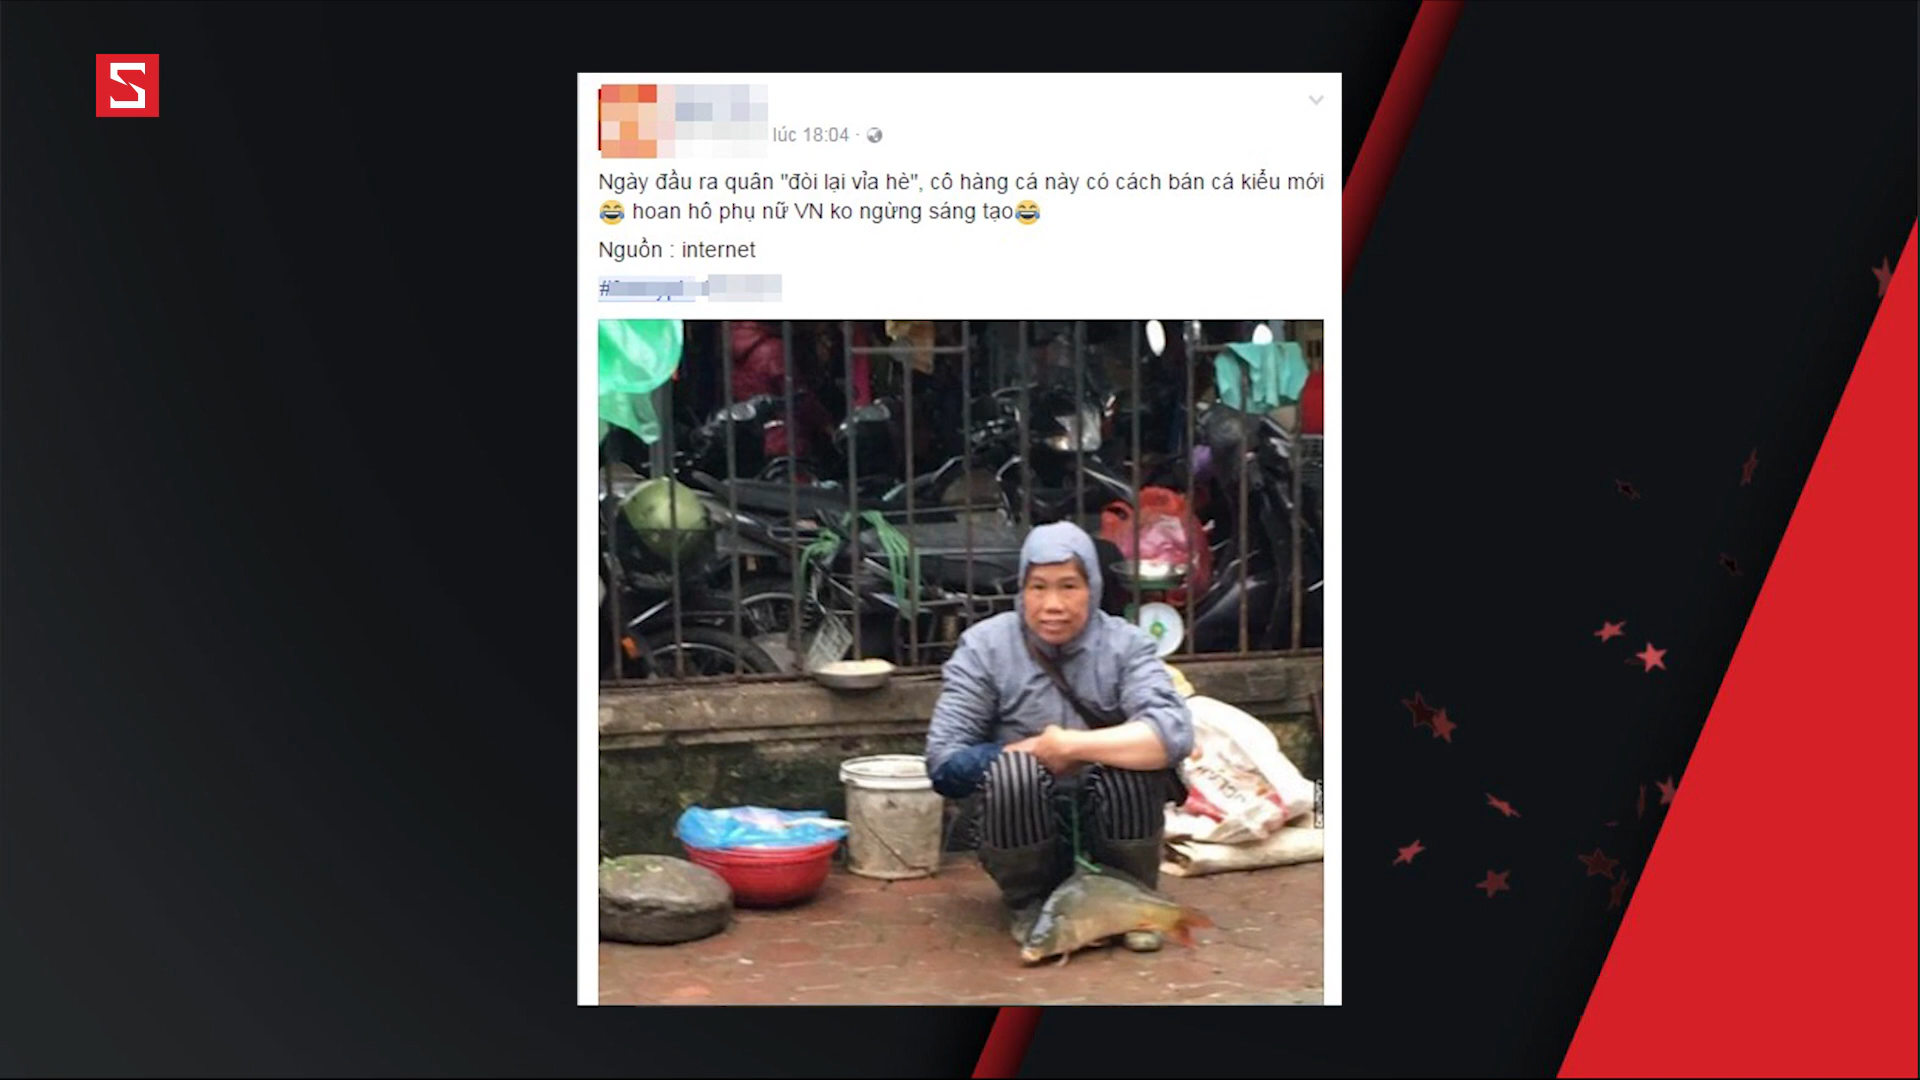 S
lúc 18:04 ·
Ngày đầu ra quân "đòi lại vỉa hè", cô hàng cá này có cách bán cá kiểu mới
😂 hoan hô phụ nữ VN ko ngừng sáng tạo😂
Nguồn : internet